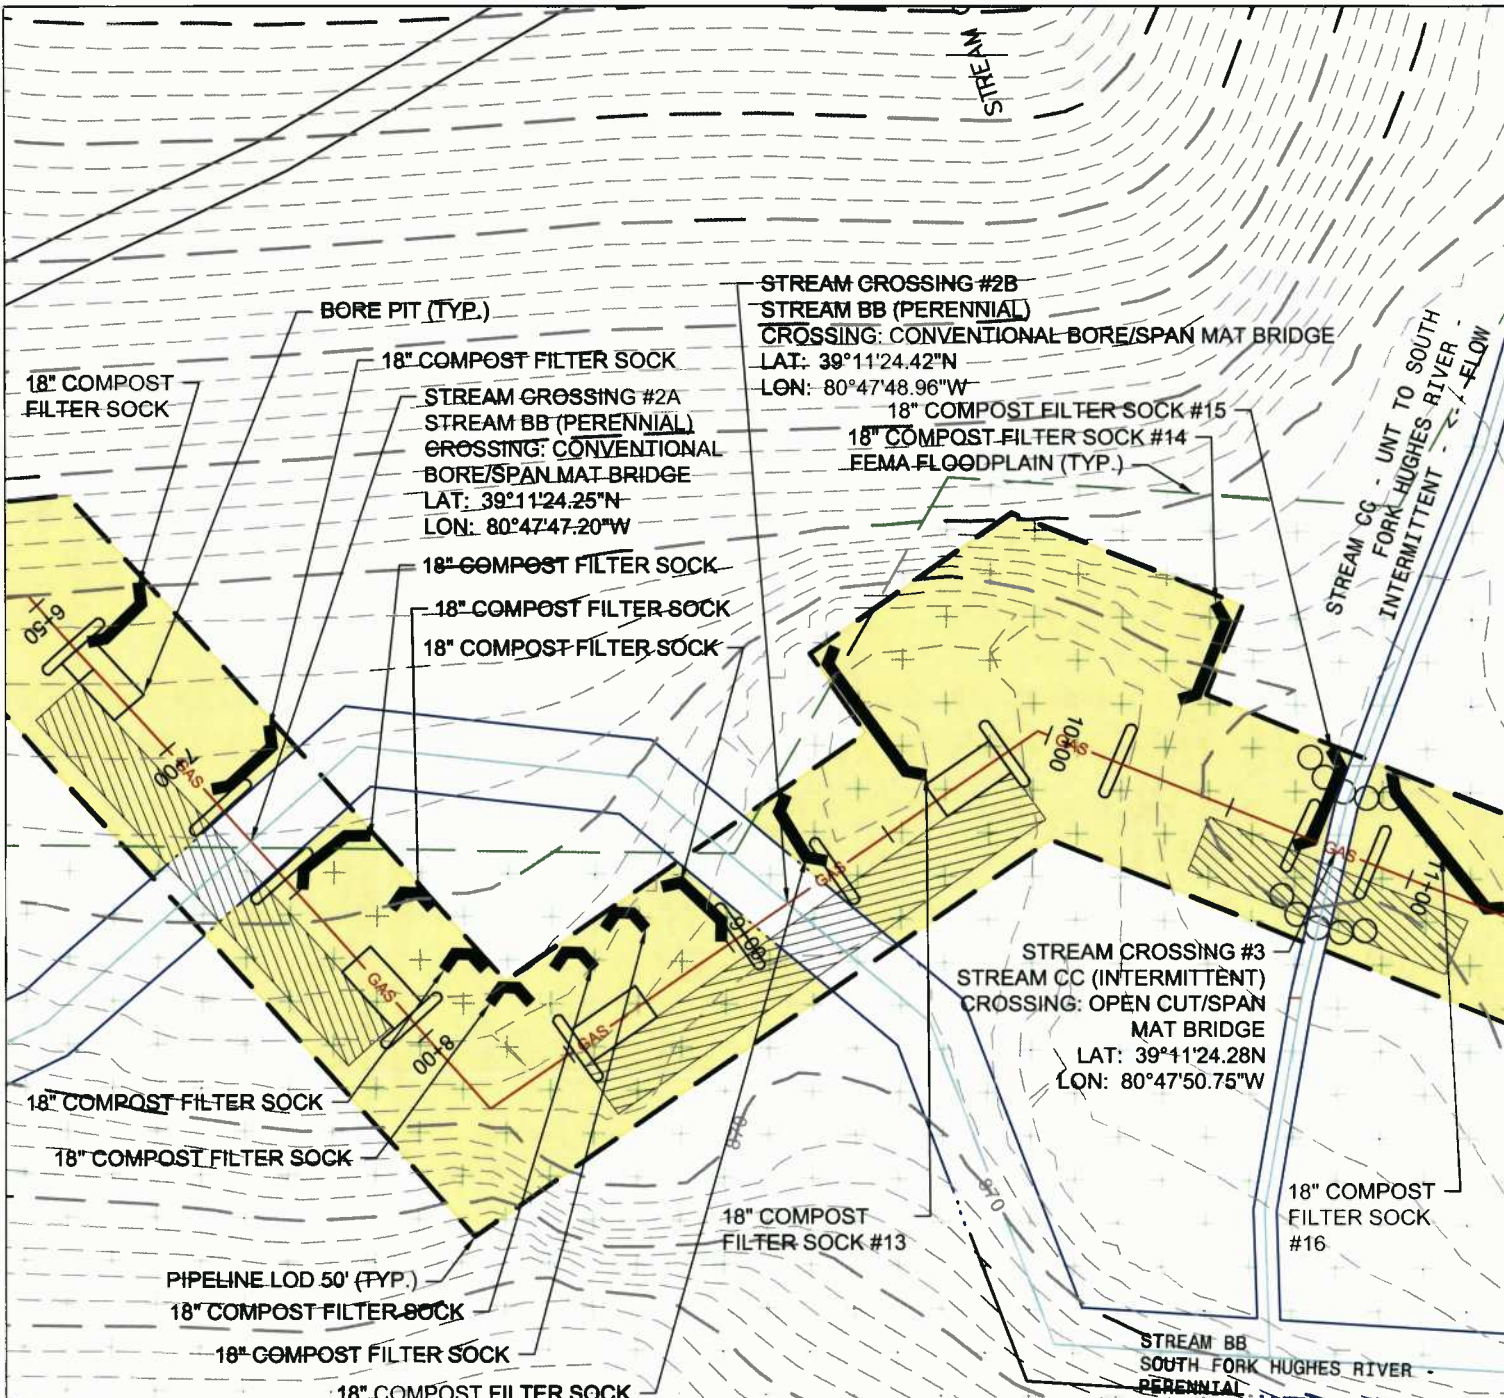 STREAM
BORE PIT (TYP.)
18" COMPOST
FILTER SOCK
18" COMPOST FILTER SOCK
STREAM CROSSING #2A
STREAM BB (PERENNIAL)
CROSSING: CONVENTIONAL
BORE/SPAN MAT BRIDGE
LAT: 39°11'24.25"N
LON: 80°47'47.20"W
18" COMPOST FILTER SOCK
18" COMPOST FILTER SOCK
18" COMPOST FILTER SOCK
STREAM CROSSING #2B
STREAM BB (PERENNIAL)
CROSSING: CONVENTIONAL BORE/SPAN MAT BRIDGE
LAT: 39°11'24.42"N
LON: 80°47'48.96"W
18" COMPOST FILTER SOCK #15
18" COMPOST FILTER SOCK #14
FEMA FLOODPLAIN (TYP.)
STREAM CC - UNT TO SOUTH
FORK HUGHES RIVER -
INTERMITTENT - <- FLOW
6+50
7+00
GAS
GAS
8+00
GAS
9+00
GAS
10+00
GAS
GAS
11+00
STREAM CROSSING #3
STREAM CC (INTERMITTENT)
CROSSING: OPEN CUT/SPAN
MAT BRIDGE
LAT: 39°11'24.28N
LON: 80°47'50.75"W
18" COMPOST FILTER SOCK
18" COMPOST FILTER SOCK
870
870
18" COMPOST
FILTER SOCK #13
18" COMPOST
FILTER SOCK
#16
PIPELINE LOD 50' (TYP.)
18" COMPOST FILTER SOCK
18" COMPOST FILTER SOCK
18" COMPOST FILTER SOCK
STREAM BB
SOUTH FORK HUGHES RIVER -
PERENNIAL